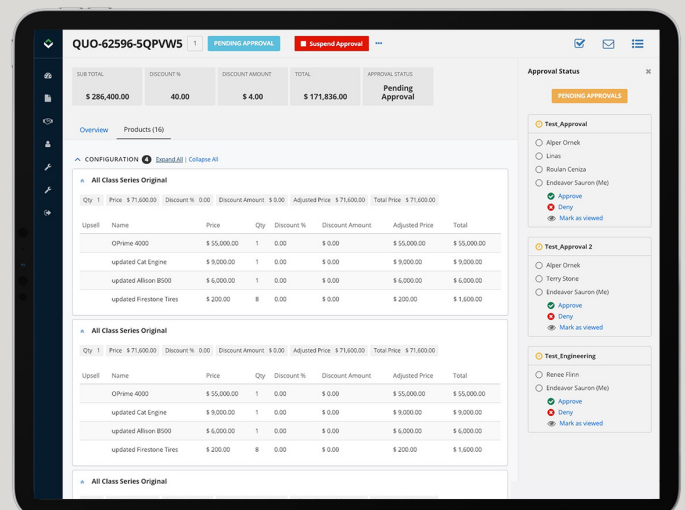 QUO-62596-5QPVW5 1 PENDING APPROVAL Suspend Approval
SUB TOTAL DISCOUNT % DISCOUNT AMOUNT TOTAL APPROVAL STATUS
$ 286,400.00 40.00 $ 4.00 $ 171,836.00 Pending Approval
Overview Products (16)
CONFIGURATION 4 Expand All | Collapse All
All Class Series Original
Qty 1 Price $ 71,600.00 Discount % 0.00 Discount Amount $ 0.00 Adjusted Price $ 71,600.00 Total Price $ 71,600.00
Upsell Name Price Qty Discount % Discount Amount Adjusted Price Total
OPrime 4000 $ 55,000.00 1 0.00 $ 0.00 $ 55,000.00 $ 55,000.00
updated Cat Engine $ 9,000.00 1 0.00 $ 0.00 $ 9,000.00 $ 9,000.00
updated Allison B500 $ 6,000.00 1 0.00 $ 0.00 $ 6,000.00 $ 6,000.00
updated Firestone Tires $ 200.00 8 0.00 $ 0.00 $ 200.00 $ 1,600.00
All Class Series Original
Qty 1 Price $ 71,600.00 Discount % 0.00 Discount Amount $ 0.00 Adjusted Price $ 71,600.00 Total Price $ 71,600.00
Upsell Name Price Qty Discount % Discount Amount Adjusted Price Total
OPrime 4000 $ 55,000.00 1 0.00 $ 0.00 $ 55,000.00 $ 55,000.00
updated Cat Engine $ 9,000.00 1 0.00 $ 0.00 $ 9,000.00 $ 9,000.00
updated Allison B500 $ 6,000.00 1 0.00 $ 0.00 $ 6,000.00 $ 6,000.00
updated Firestone Tires $ 200.00 8 0.00 $ 0.00 $ 200.00 $ 1,600.00
All Class Series Original
Approval Status
PENDING APPROVALS
Test_Approval
Alper Ornek
Linas
Roulan Ceniza
Endeavor Sauron (Me)
Approve
Deny
Mark as viewed
Test_Approval 2
Alper Ornek
Terry Stone
Endeavor Sauron (Me)
Approve
Deny
Mark as viewed
Test_Engineering
Renee Flinn
Endeavor Sauron (Me)
Approve
Deny
Mark as viewed